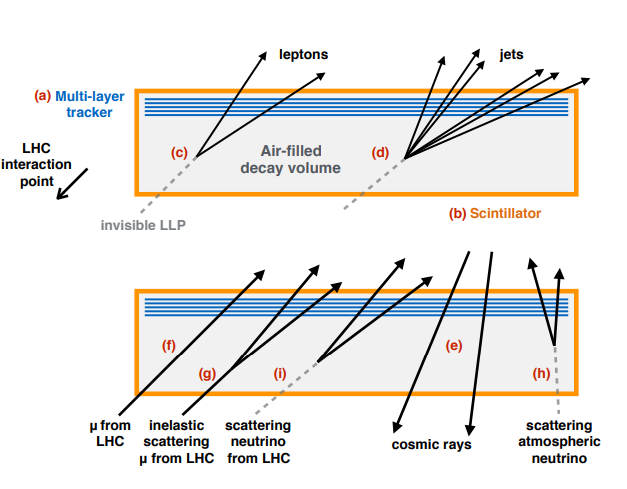 leptons
jets
(a) Multi-layer
tracker
LHC
interaction
point
(c)
Air-filled
decay volume
(d)
invisible LLP
(b) Scintillator
(f)
(g)
(i)
(e)
(h)
μ from
LHC
inelastic
scattering
μ from LHC
scattering
neutrino
from LHC
cosmic rays
scattering
atmospheric
neutrino